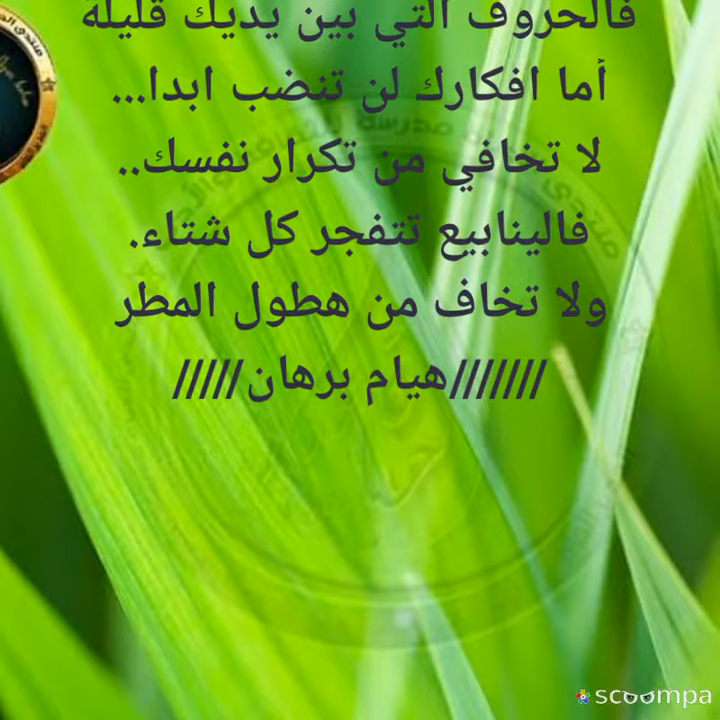 فالحروف التي بين يديك قليلة
أما افكارك لن تنضب ابدا...
لا تخافي من تكرار نفسك..
فالينابيع تتفجر كل شتاء.
ولا تخاف من هطول المطر
///////هيام برهان/////
scoompa